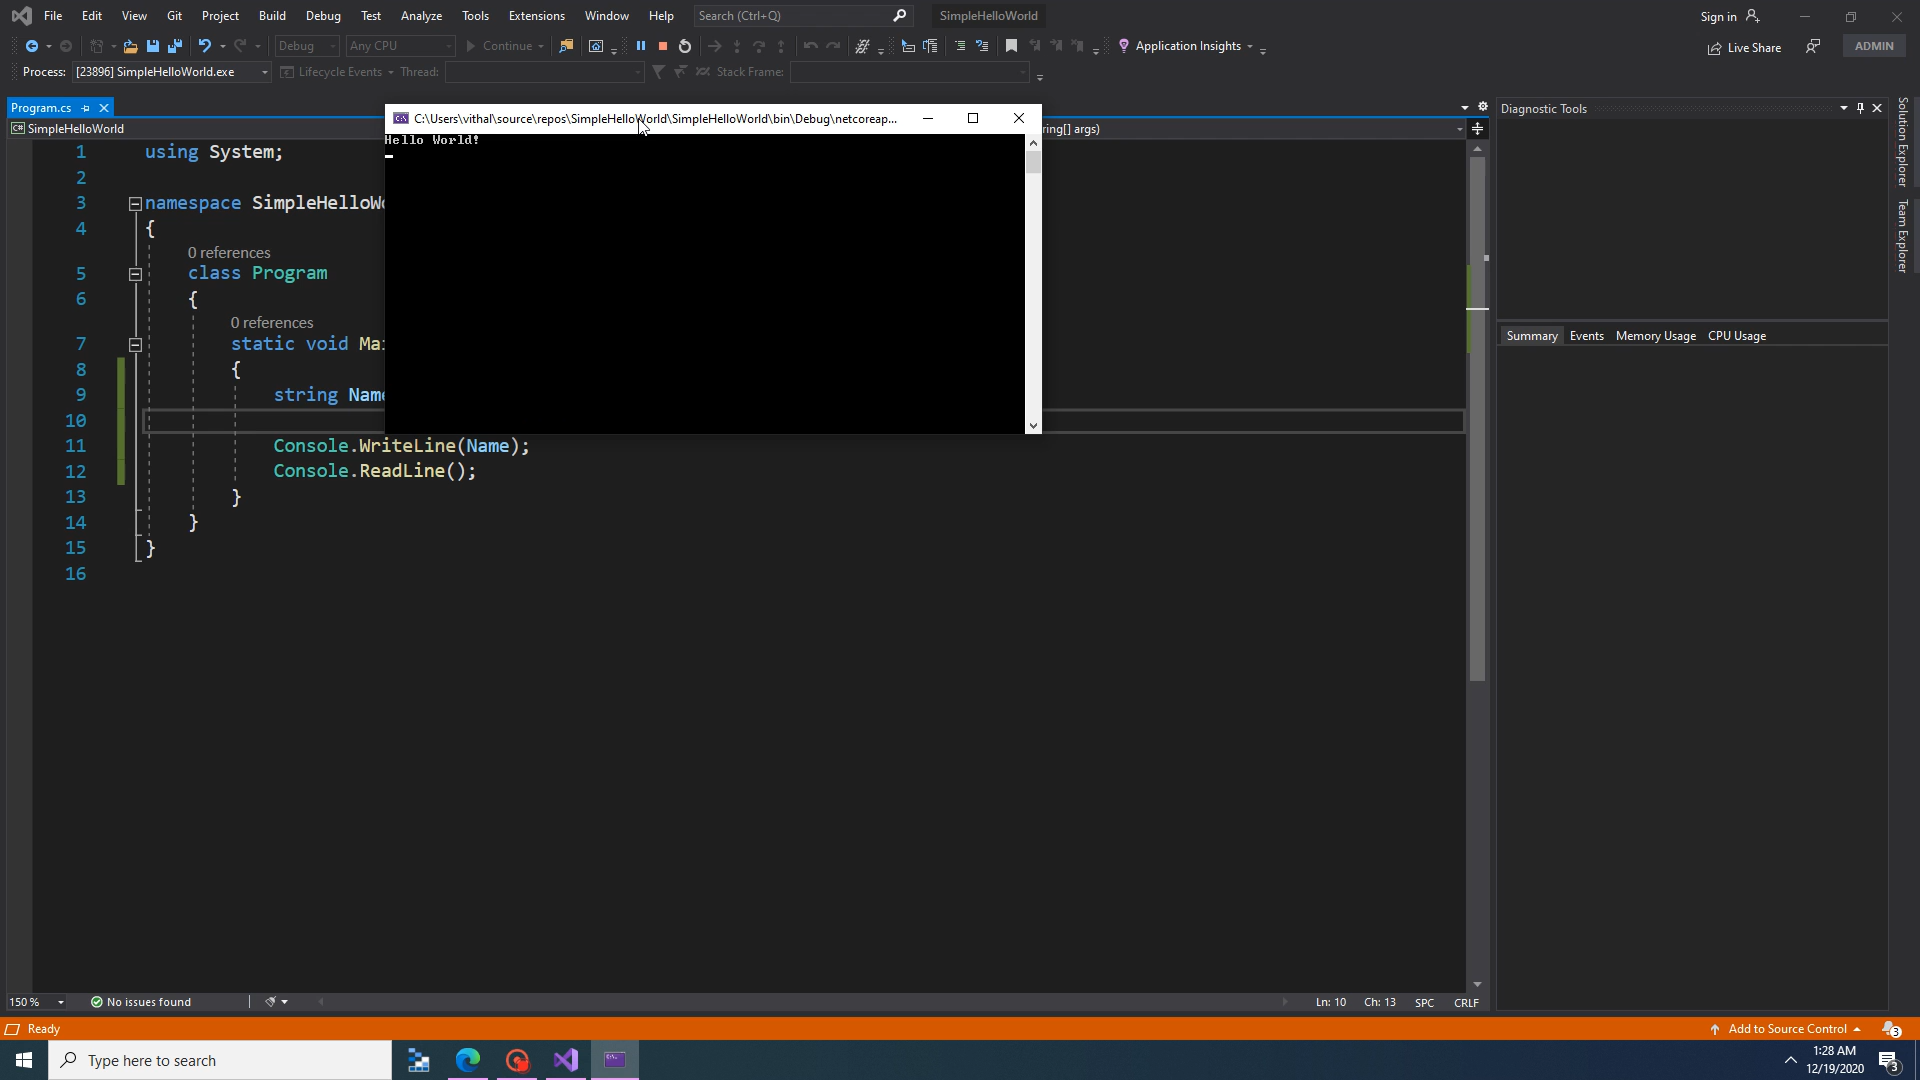 File Edit View Git Project Build Debug Test Analyze Tools Extensions Window Help Search (Ctrl+Q) SimpleHelloWorld Sign in
Debug Any CPU Continue Application Insights Live Share ADMIN
Process: [23896] SimpleHelloWorld.exe Lifecycle Events Thread: Stack Frame:
Program.cs
C:\Users\vithal\source\repos\SimpleHelloWorld\SimpleHelloWorld\bin\Debug\netcoreap...
Diagnostic Tools
SimpleHelloWorld
ring[] args)
Hello World!
1 using System;
2
3 namespace SimpleHelloWo
4 {
0 references
5 class Program
6 {
0 references
7 static void Mai
8 {
9 string Name
10
11 Console.WriteLine(Name);
12 Console.ReadLine();
13 }
14 }
15 }
16
Summary Events Memory Usage CPU Usage
Solution Explorer
Team Explorer
150 % No issues found Ln: 10 Ch: 13 SPC CRLF
Ready Add to Source Control 3
Type here to search
1:28 AM
12/19/2020
3